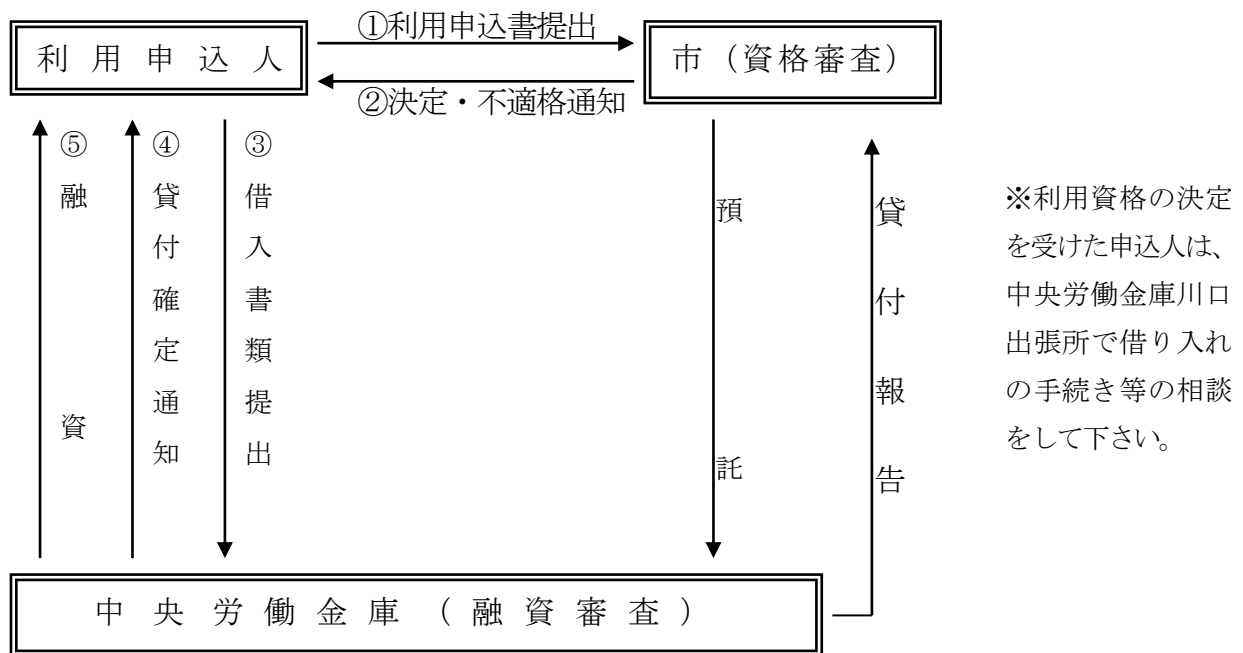 ①利用申込書提出
利用申込人
市（資格審査）
②決定・不適格通知
⑤融資
④貸付確定通知
③借入書類提出
預託
貸付報告
※利用資格の決定
を受けた申込人は、
中央労働金庫川口
出張所で借り入れ
の手続き等の相談
をして下さい。
中央労働金庫（融資審査）